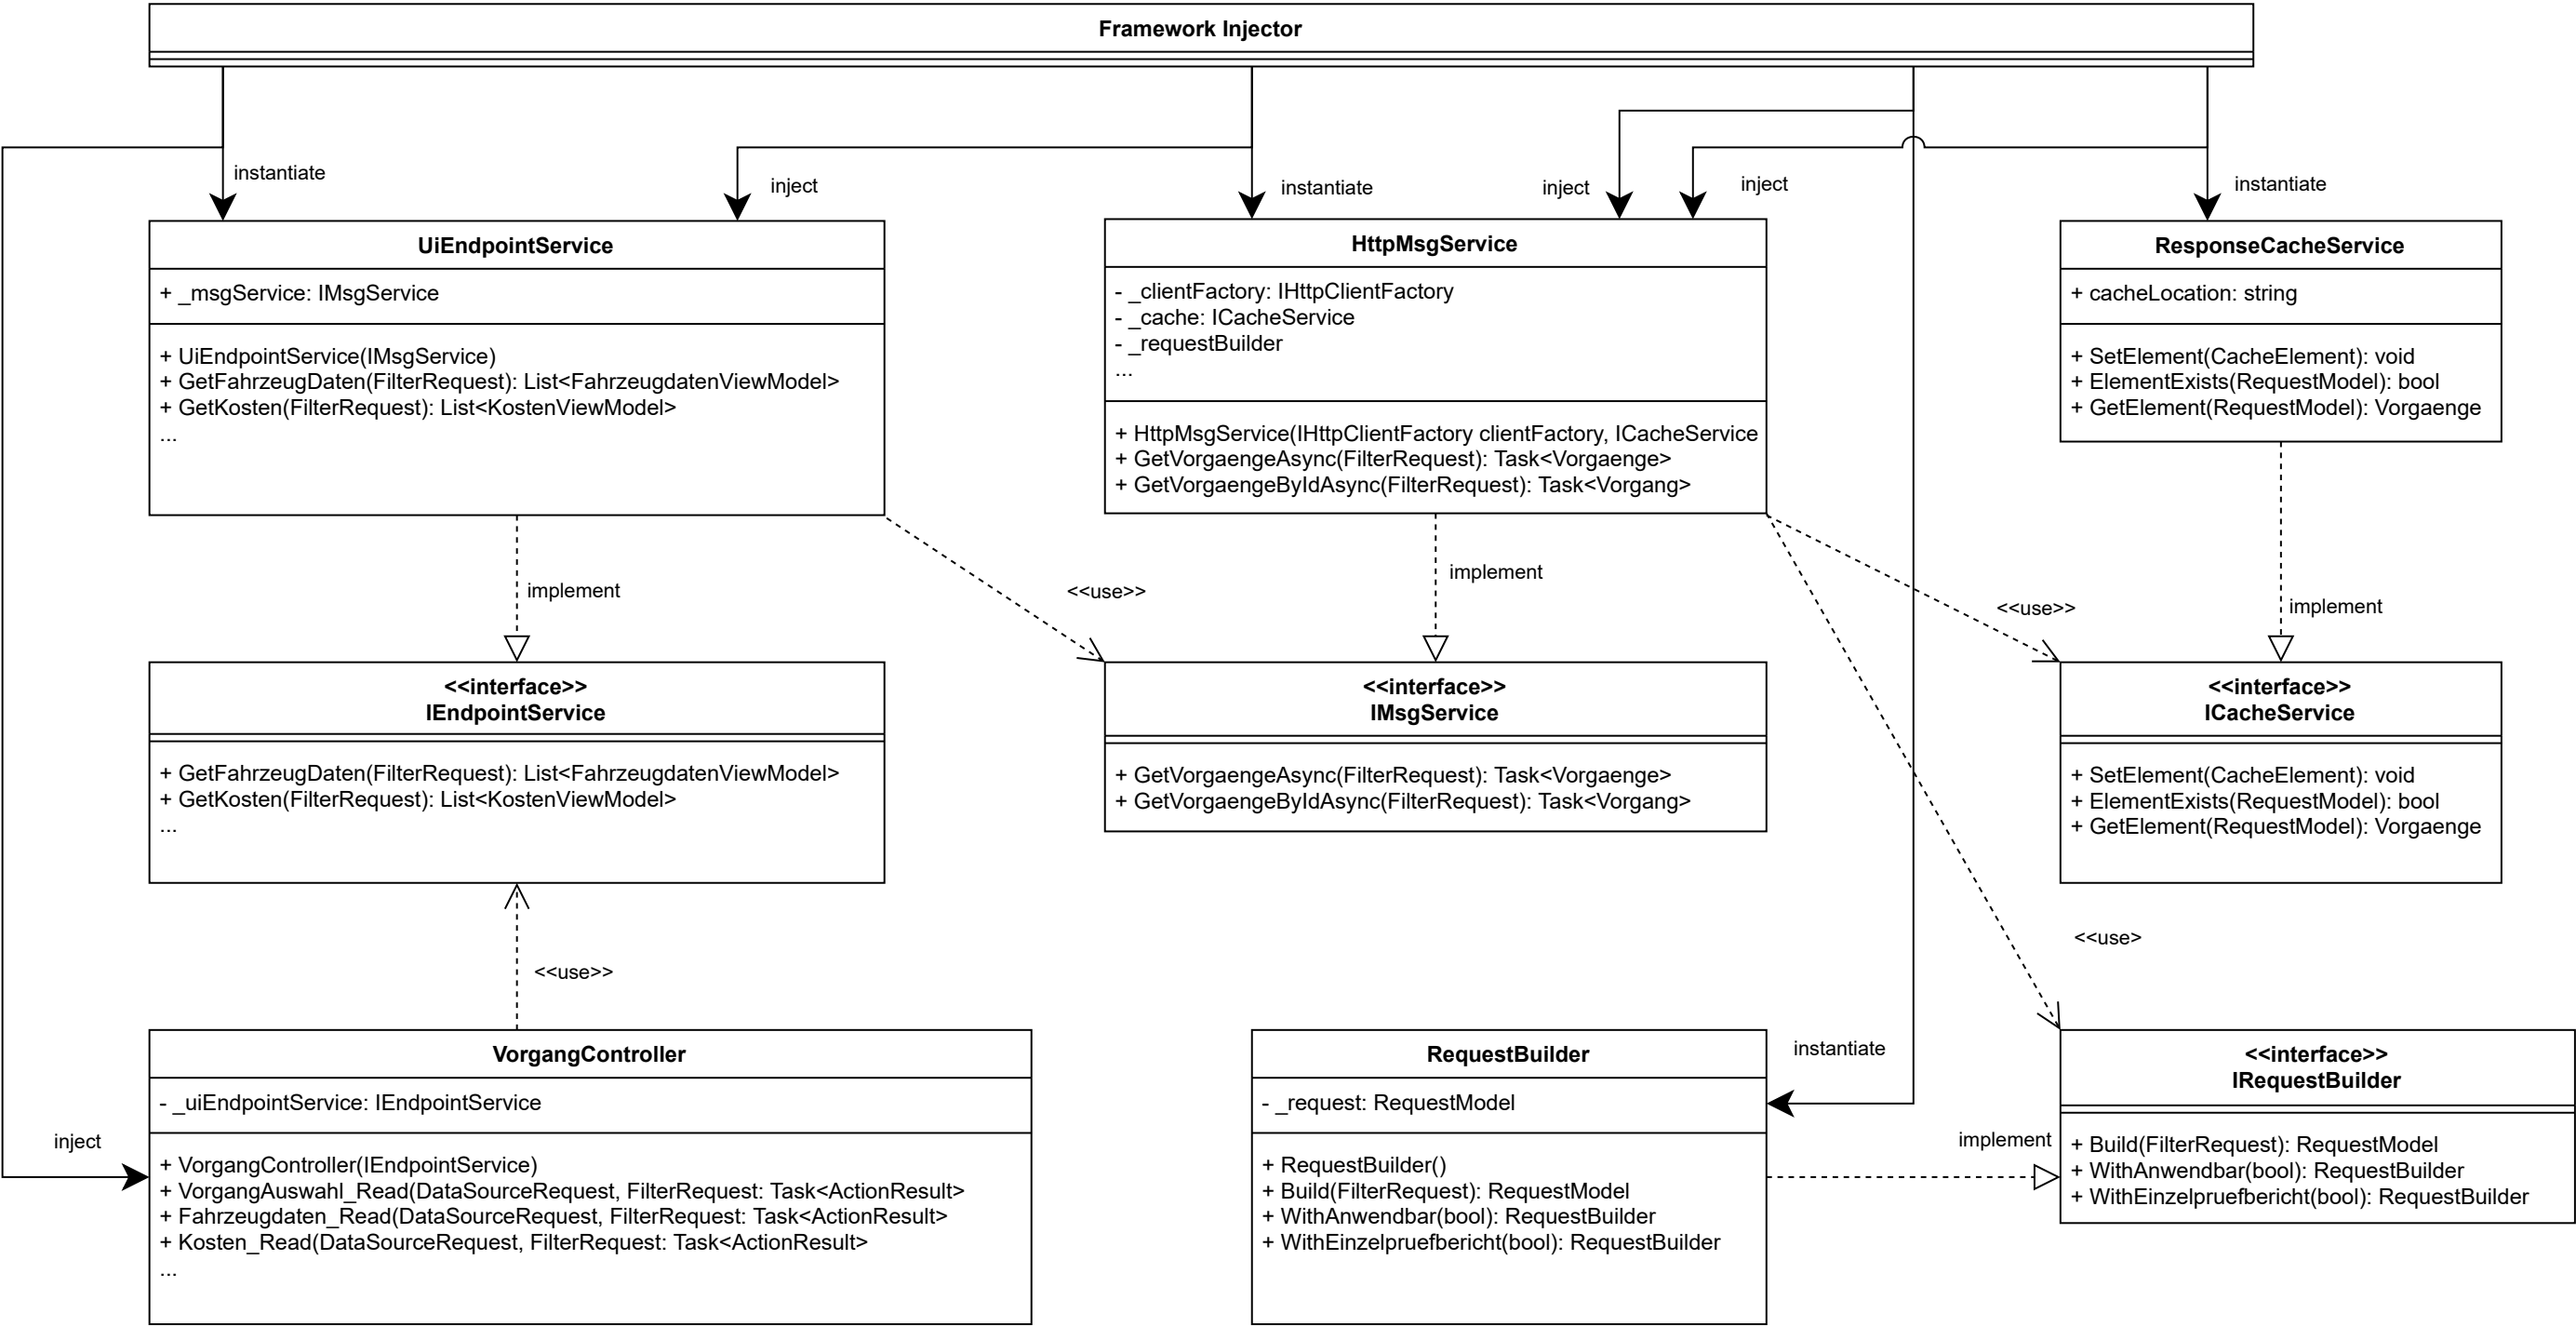 Framework Injector
instantiate
inject
instantiate
inject
inject
instantiate
UiEndpointService
+ _msgService: IMsgService
+ UiEndpointService(IMsgService)
+ GetFahrzeugDaten(FilterRequest): List<FahrzeugdatenViewModel>
+ GetKosten(FilterRequest): List<KostenViewModel>
...
HttpMsgService
- _clientFactory: IHttpClientFactory
- _cache: ICacheService
- _requestBuilder
...
+ HttpMsgService(IHttpClientFactory clientFactory, ICacheService
+ GetVorgaengeAsync(FilterRequest): Task<Vorgaenge>
+ GetVorgaengeByIdAsync(FilterRequest): Task<Vorgang>
ResponseCacheService
+ cacheLocation: string
+ SetElement(CacheElement): void
+ ElementExists(RequestModel): bool
+ GetElement(RequestModel): Vorgaenge
implement
<<use>>
implement
<<use>>
implement
<<interface>>
IEndpointService
+ GetFahrzeugDaten(FilterRequest): List<FahrzeugdatenViewModel>
+ GetKosten(FilterRequest): List<KostenViewModel>
...
<<interface>>
IMsgService
+ GetVorgaengeAsync(FilterRequest): Task<Vorgaenge>
+ GetVorgaengeByIdAsync(FilterRequest): Task<Vorgang>
<<interface>>
ICacheService
+ SetElement(CacheElement): void
+ ElementExists(RequestModel): bool
+ GetElement(RequestModel): Vorgaenge
<<use>>
<<use>
inject
VorgangController
- _uiEndpointService: IEndpointService
+ VorgangController(IEndpointService)
+ VorgangAuswahl_Read(DataSourceRequest, FilterRequest: Task<ActionResult>
+ Fahrzeugdaten_Read(DataSourceRequest, FilterRequest: Task<ActionResult>
+ Kosten_Read(DataSourceRequest, FilterRequest: Task<ActionResult>
...
RequestBuilder
- _request: RequestModel
+ RequestBuilder()
+ Build(FilterRequest): RequestModel
+ WithAnwendbar(bool): RequestBuilder
+ WithEinzelpruefbericht(bool): RequestBuilder
instantiate
implement
<<interface>>
IRequestBuilder
+ Build(FilterRequest): RequestModel
+ WithAnwendbar(bool): RequestBuilder
+ WithEinzelpruefbericht(bool): RequestBuilder